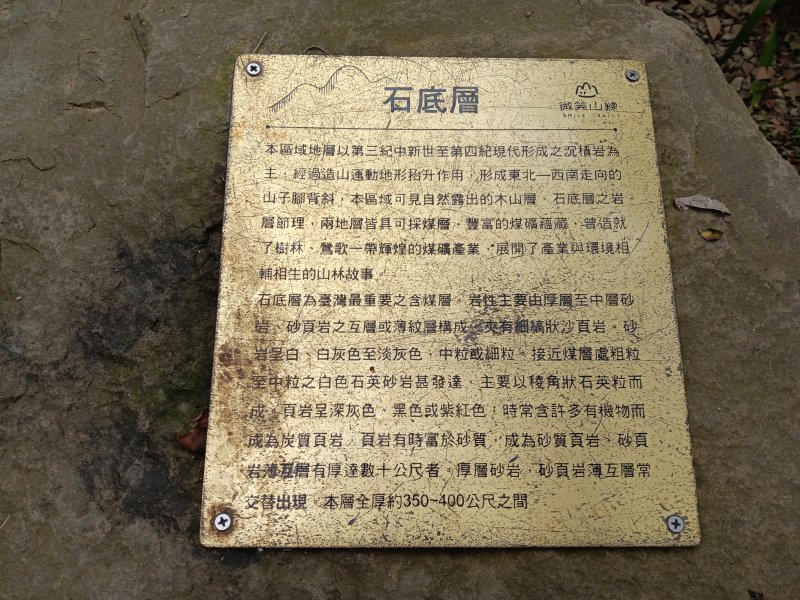 石底層
微笑山線
SMILE TRAILS
本區域地層以第三紀中新世至第四紀現代形成之沉積岩為
主，經過造山運動地形抬升作用，形成東北—西南走向的
山子腳背斜，本區域可見自然露出的木山層、石底層之岩
層節理，兩地層皆具可採煤層，豐富的煤礦蘊藏，曾造就
了樹林、鶯歌一帶輝煌的煤礦產業，展開了產業與環境相
輔相生的山林故事。
石底層為臺灣最重要之含煤層，岩性主要由厚層至中層砂
岩、砂頁岩之互層或薄紋層構成，夾有細縞狀沙頁岩。砂
岩呈白、白灰色至淡灰色，中粒或細粒。接近煤層處粗粒
至中粒之白色石英砂岩甚發達，主要以稜角狀石英粒而
成。頁岩呈深灰色、黑色或紫紅色，時常含許多有機物而
成為炭質頁岩，頁岩有時富於砂質，成為砂質頁岩，砂頁
岩薄互層有厚達數十公尺者。厚層砂岩，砂頁岩薄互層常
交替出現，本層全厚約350~400公尺之間。